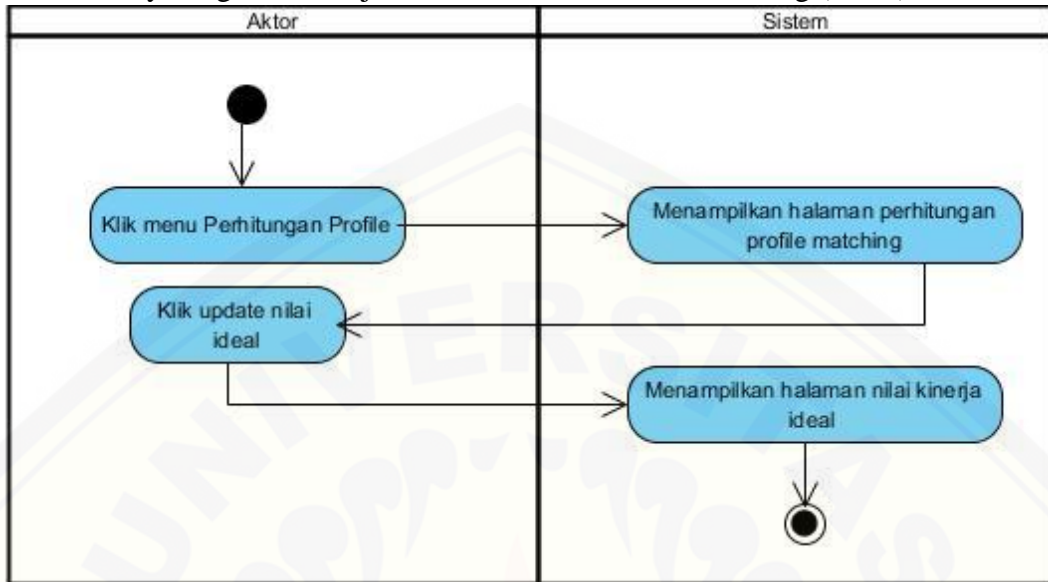 Aktor
Sistem
Klik menu Perhitungan Profile
Menampilkan halaman perhitungan
profile matching
Klik update nilai
ideal
Menampilkan halaman nilai kinerja
ideal
UNIVERSITAS